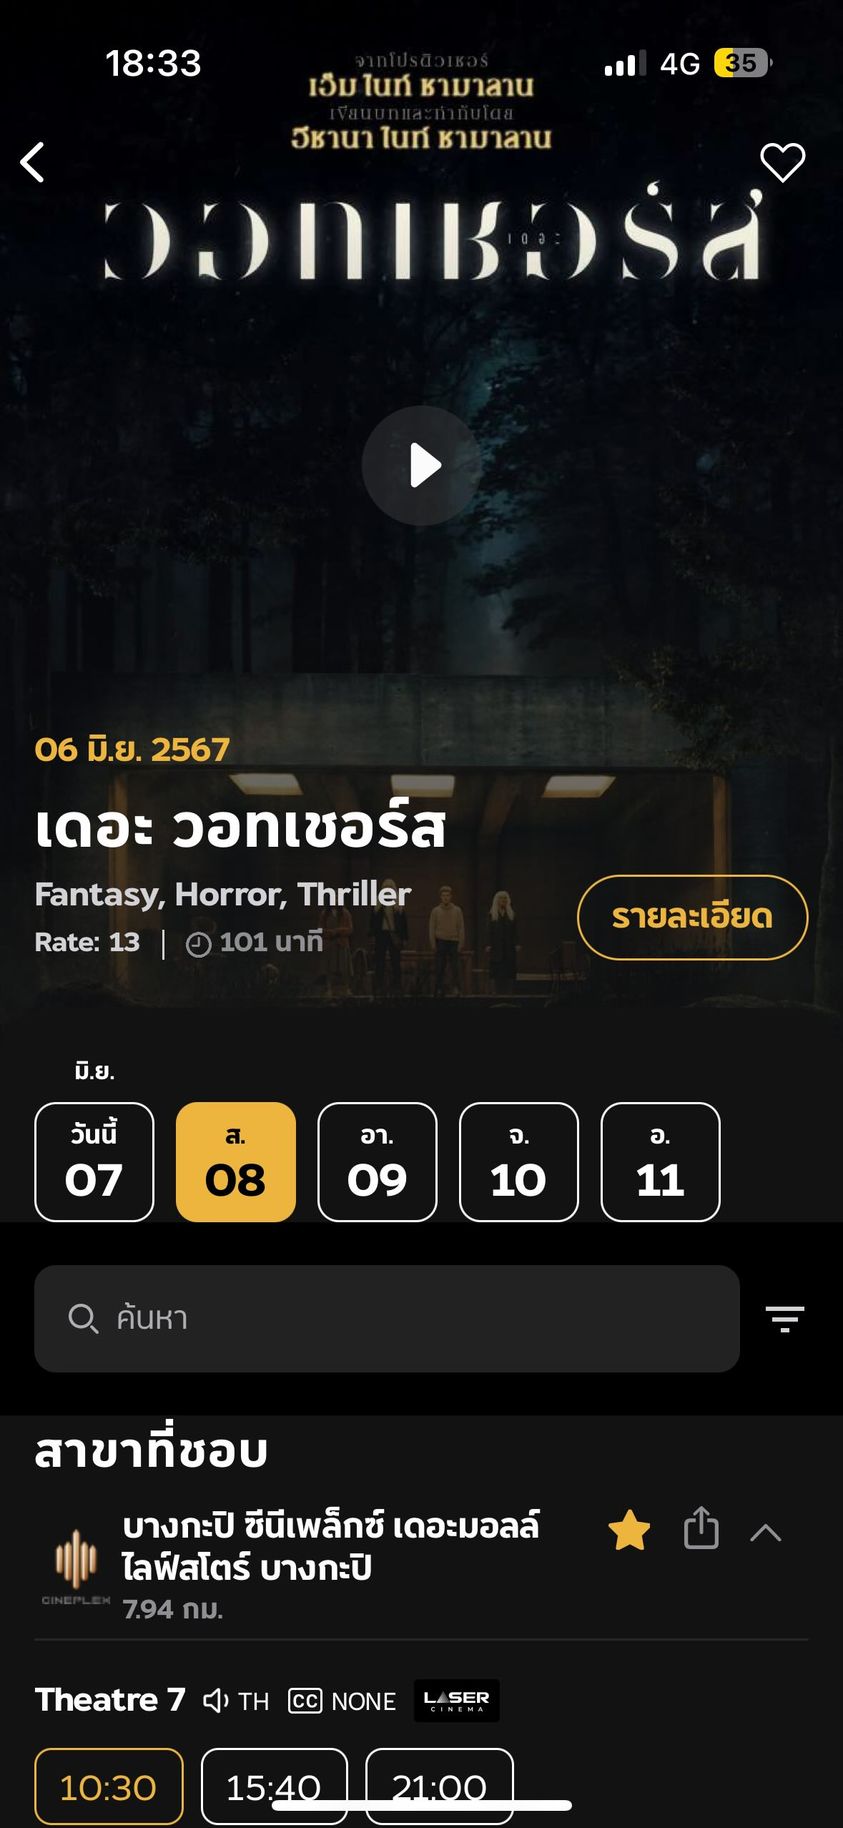 18:33
4G
35
จากโปรดิวเซอร์
เอ็ม ไนท์ ชามาลาน
เขียนบทและกำกับโดย
อิชานา ไนท์ ชามาลาน
เดอะ
วอทเชอร์ส
06 มิ.ย. 2567
เดอะ วอทเชอร์ส
Fantasy, Horror, Thriller
Rate: 13 | 101 นาที
รายละเอียด
มิ.ย.
วันนี้ ส. อา. จ. อ.
07 08 09 10 11
ค้นหา
สาขาที่ชอบ
บางกะปิ ซีนีเพล็กซ์ เดอะมอลล์
ไลฟ์สโตร์ บางกะปิ
CINEPLEX
7.94 กม.
Theatre 7 TH CC NONE LASER CINEMA
10:30 15:40 21:00